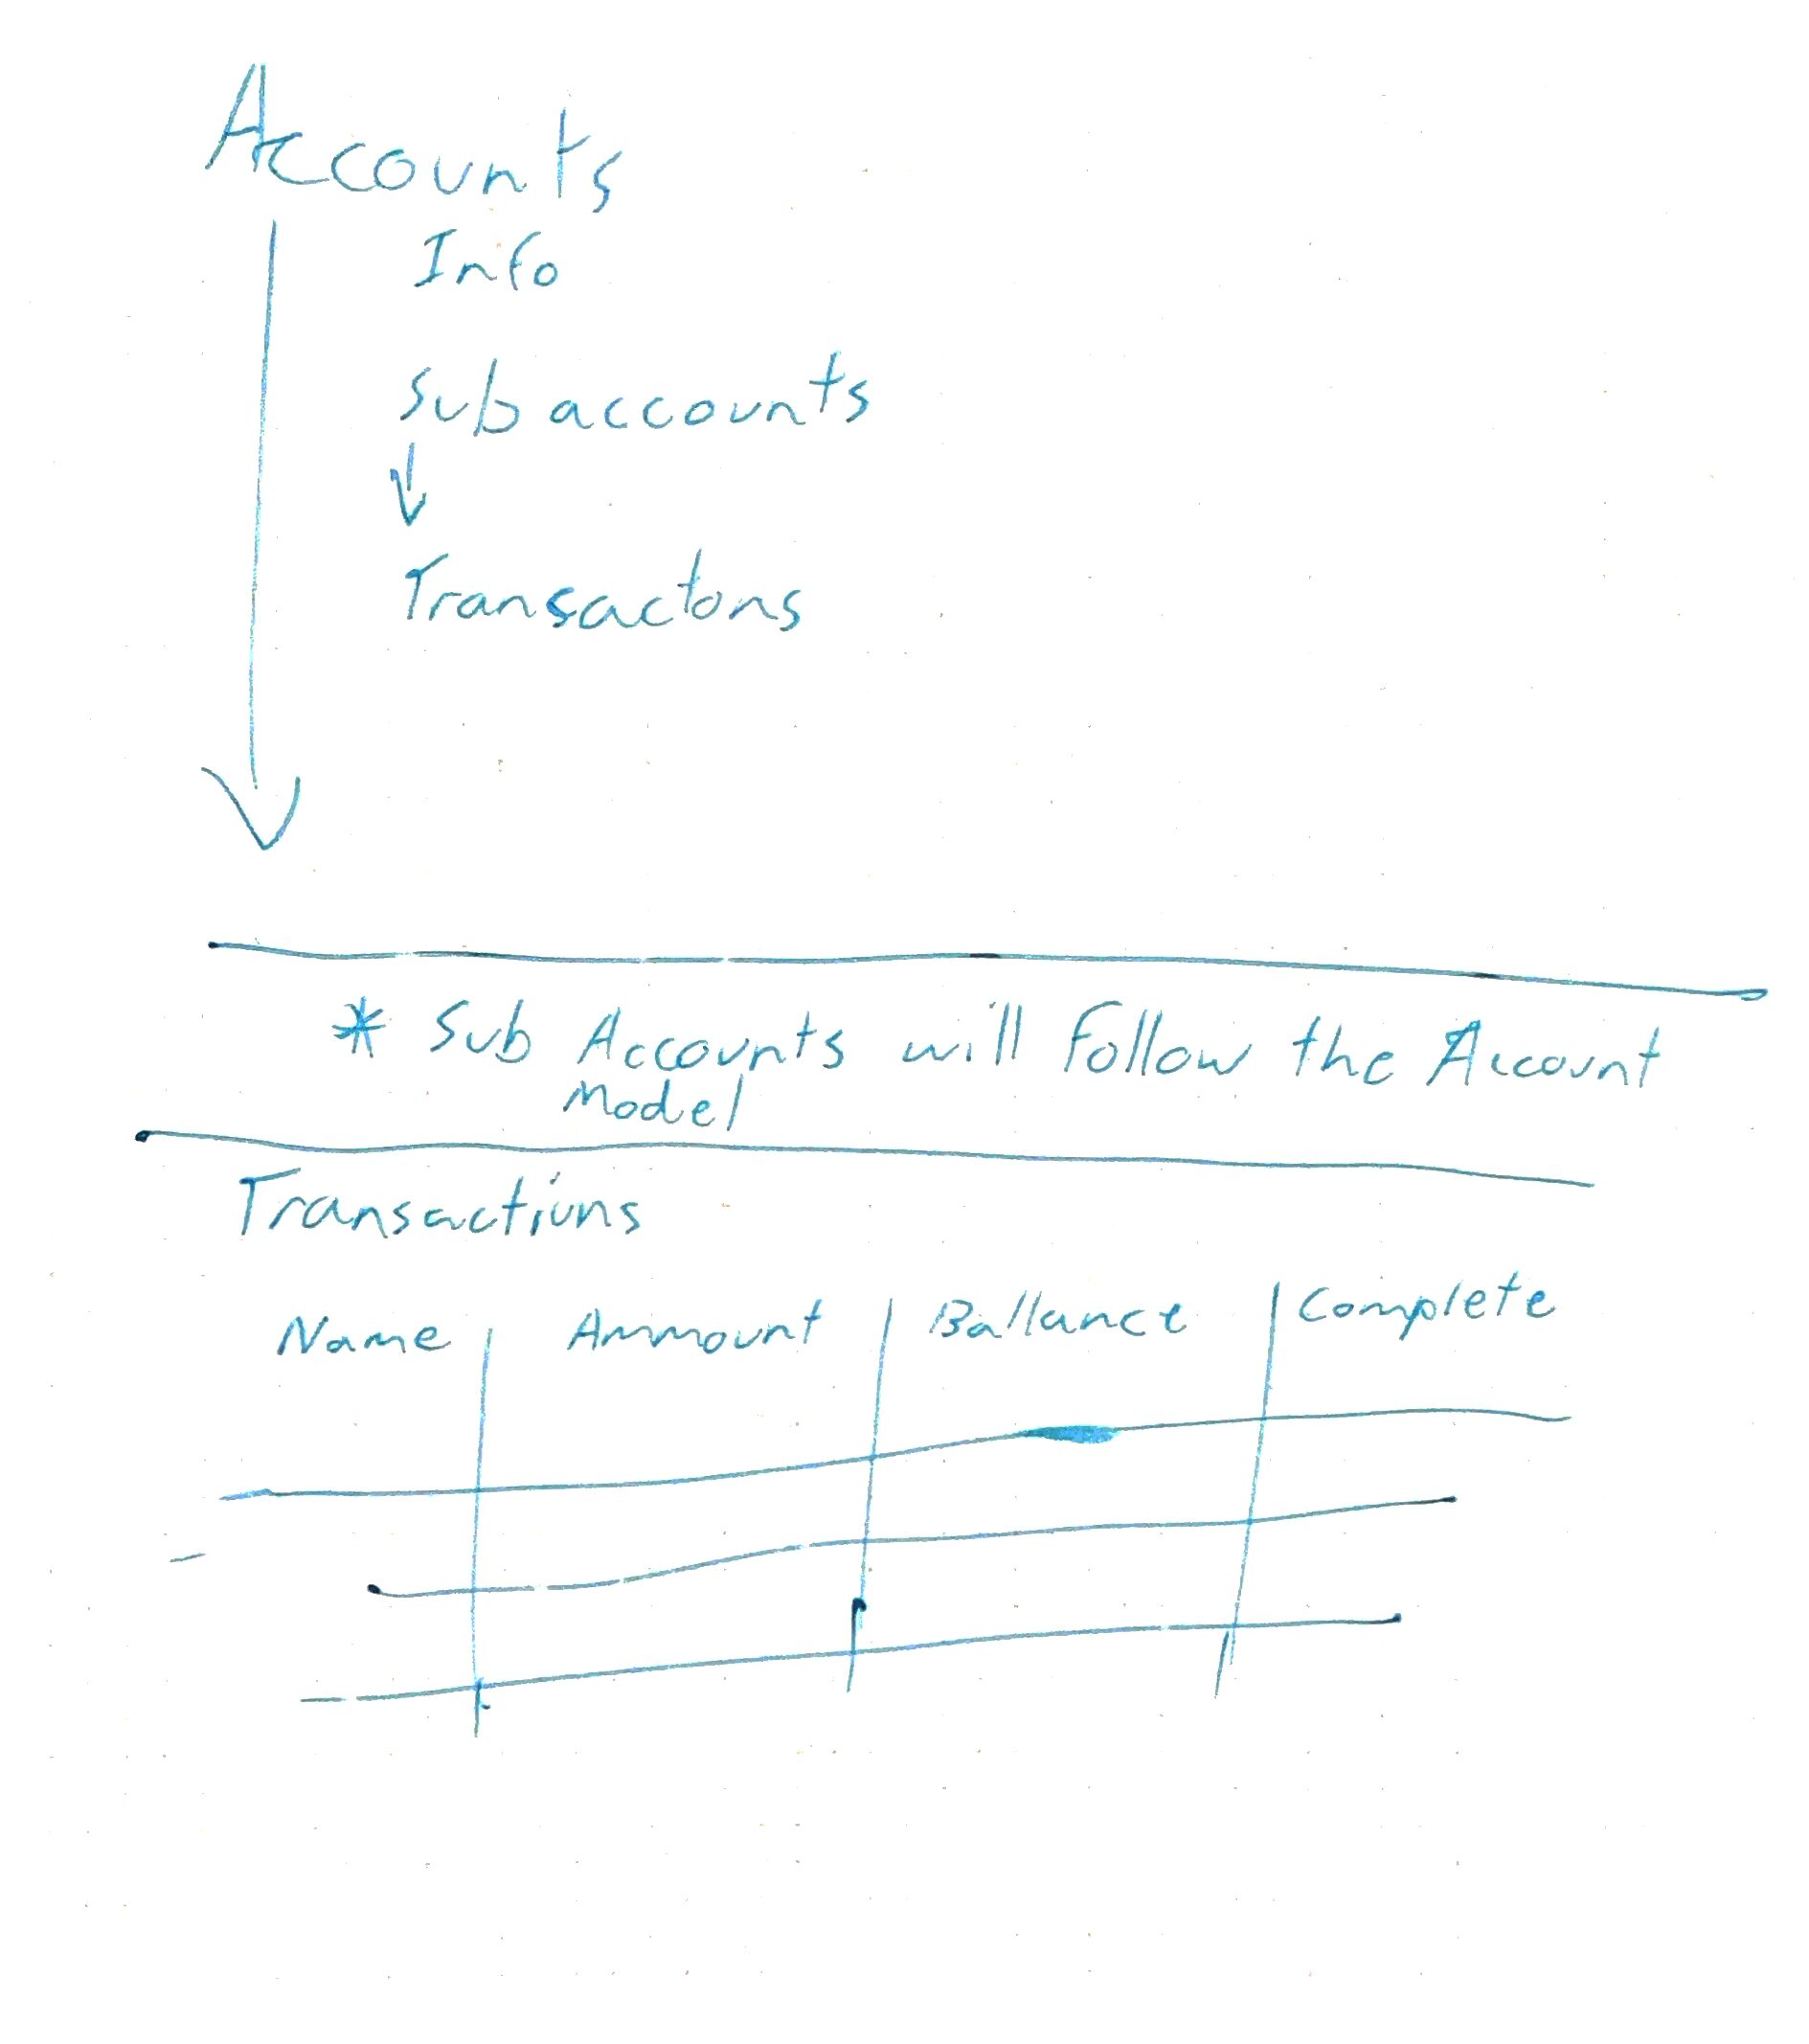 Accounts
Info
Sub accounts
Transactons
* Sub Accounts will Follow the Account
Model
Transactions
Name Ammount Ballance Complete